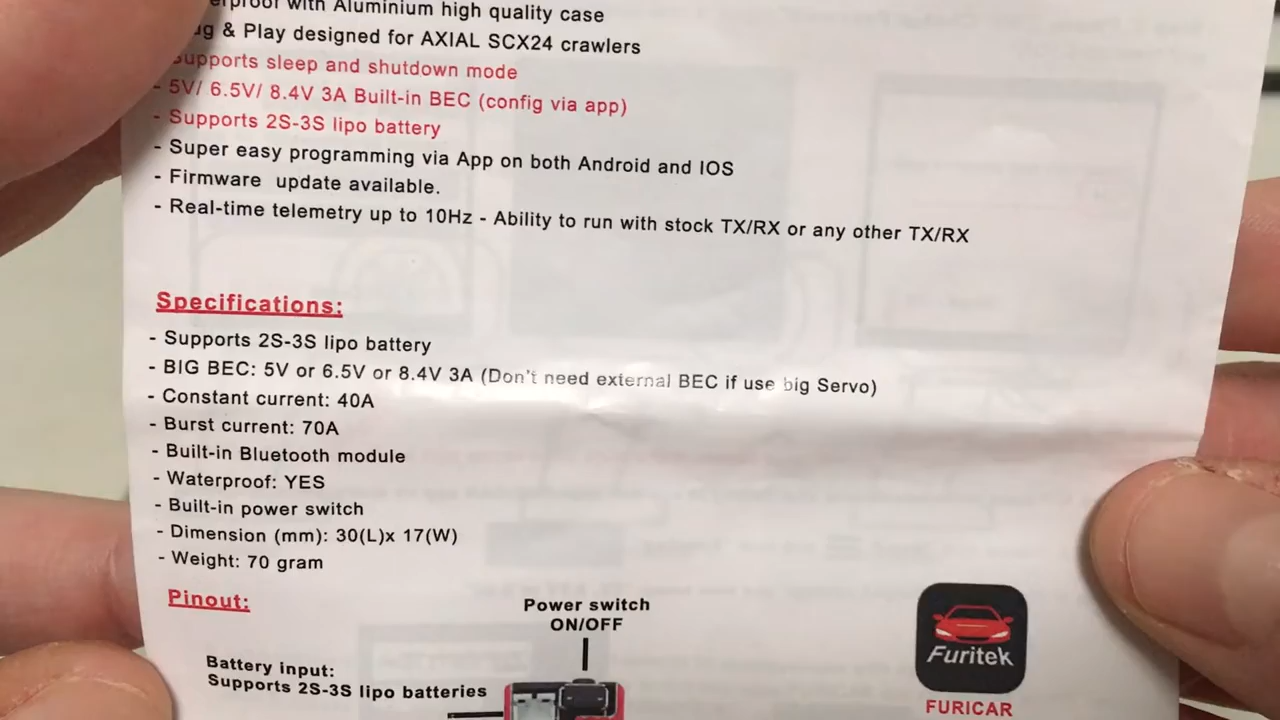 with Aluminium high quality case
& Play designed for AXIAL SCX24 crawlers
Supports sleep and shutdown mode
- 5V/ 6.5V/ 8.4V 3A Built-in BEC (config via app)
- Supports 2S-3S lipo battery
- Super easy programming via App on both Android and IOS
- Firmware update available.
- Real-time telemetry up to 10Hz - Ability to run with stock TX/RX or any other TX/RX
Specifications:
- Supports 2S-3S lipo battery
- BIG BEC: 5V or 6.5V or 8.4V 3A (Don't need external BEC if use big Servo)
- Constant current: 40A
- Burst current: 70A
- Built-in Bluetooth module
- Waterproof: YES
- Built-in power switch
- Dimension (mm): 30(L)x 17(W)
- Weight: 70 gram
Pinout:
Power switch
ON/OFF
Battery input:
Supports 2S-3S lipo batteries
Furitek
FURICAR